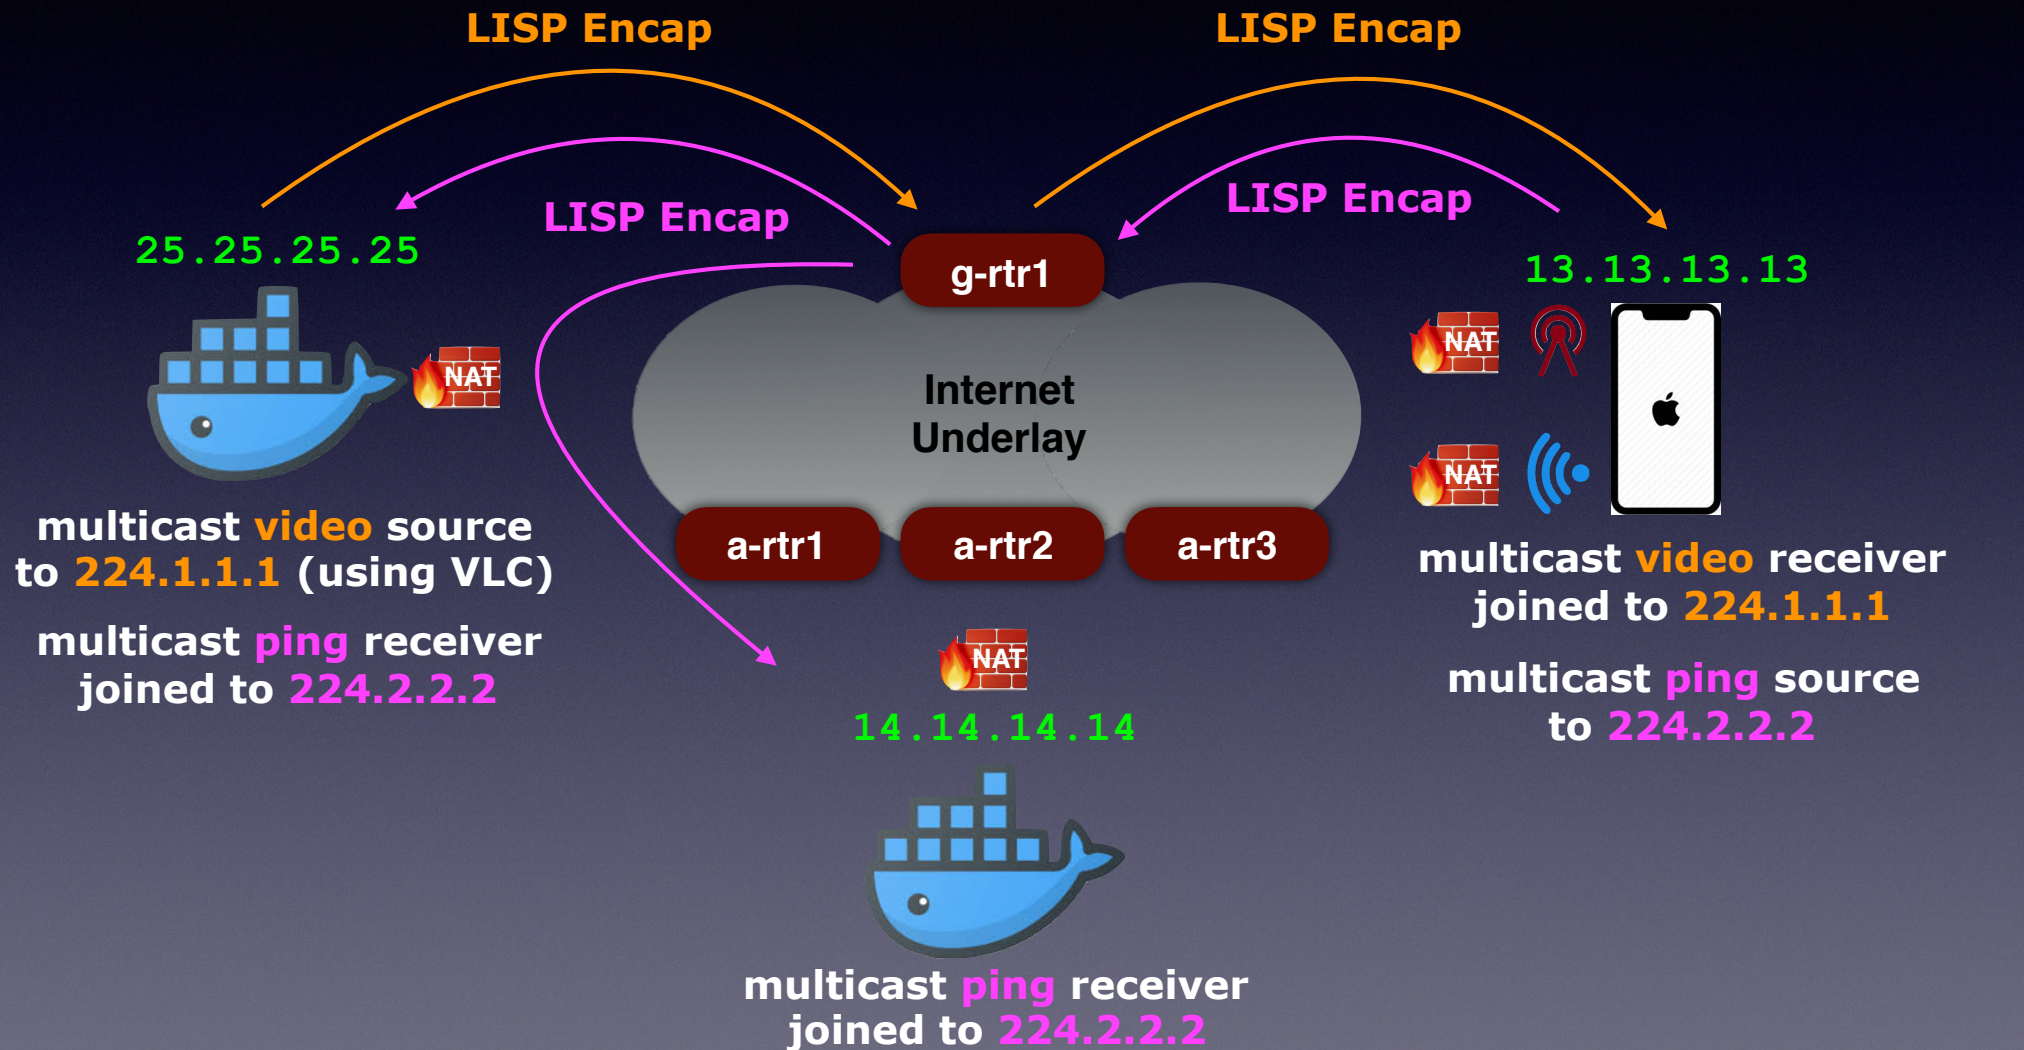 LISP Encap
LISP Encap
LISP Encap
LISP Encap
25.25.25.25
g-rtr1
13.13.13.13
NAT
NAT
NAT
Internet
Underlay
a-rtr1
a-rtr2
a-rtr3
multicast video source
to 224.1.1.1 (using VLC)
multicast ping receiver
joined to 224.2.2.2
multicast video receiver
joined to 224.1.1.1
multicast ping source
to 224.2.2.2
NAT
14.14.14.14
multicast ping receiver
joined to 224.2.2.2